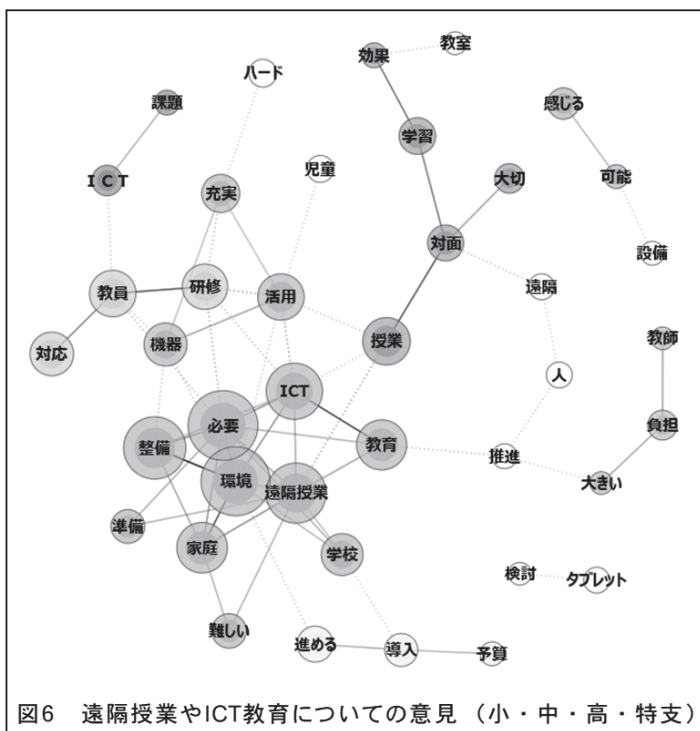 効果
教室
ハード
課題
感じる
学習
児童
ＩＣＴ
大切
可能
充実
対面
設備
教員
研修
活用
遠隔
機器
授業
教師
対応
人
ICT
必要
負担
整備
教育
推進
環境
遠隔授業
大きい
準備
家庭
学校
検討
タブレット
難しい
進める
導入
予算
図6 遠隔授業やICT教育についての意見（小・中・高・特支）